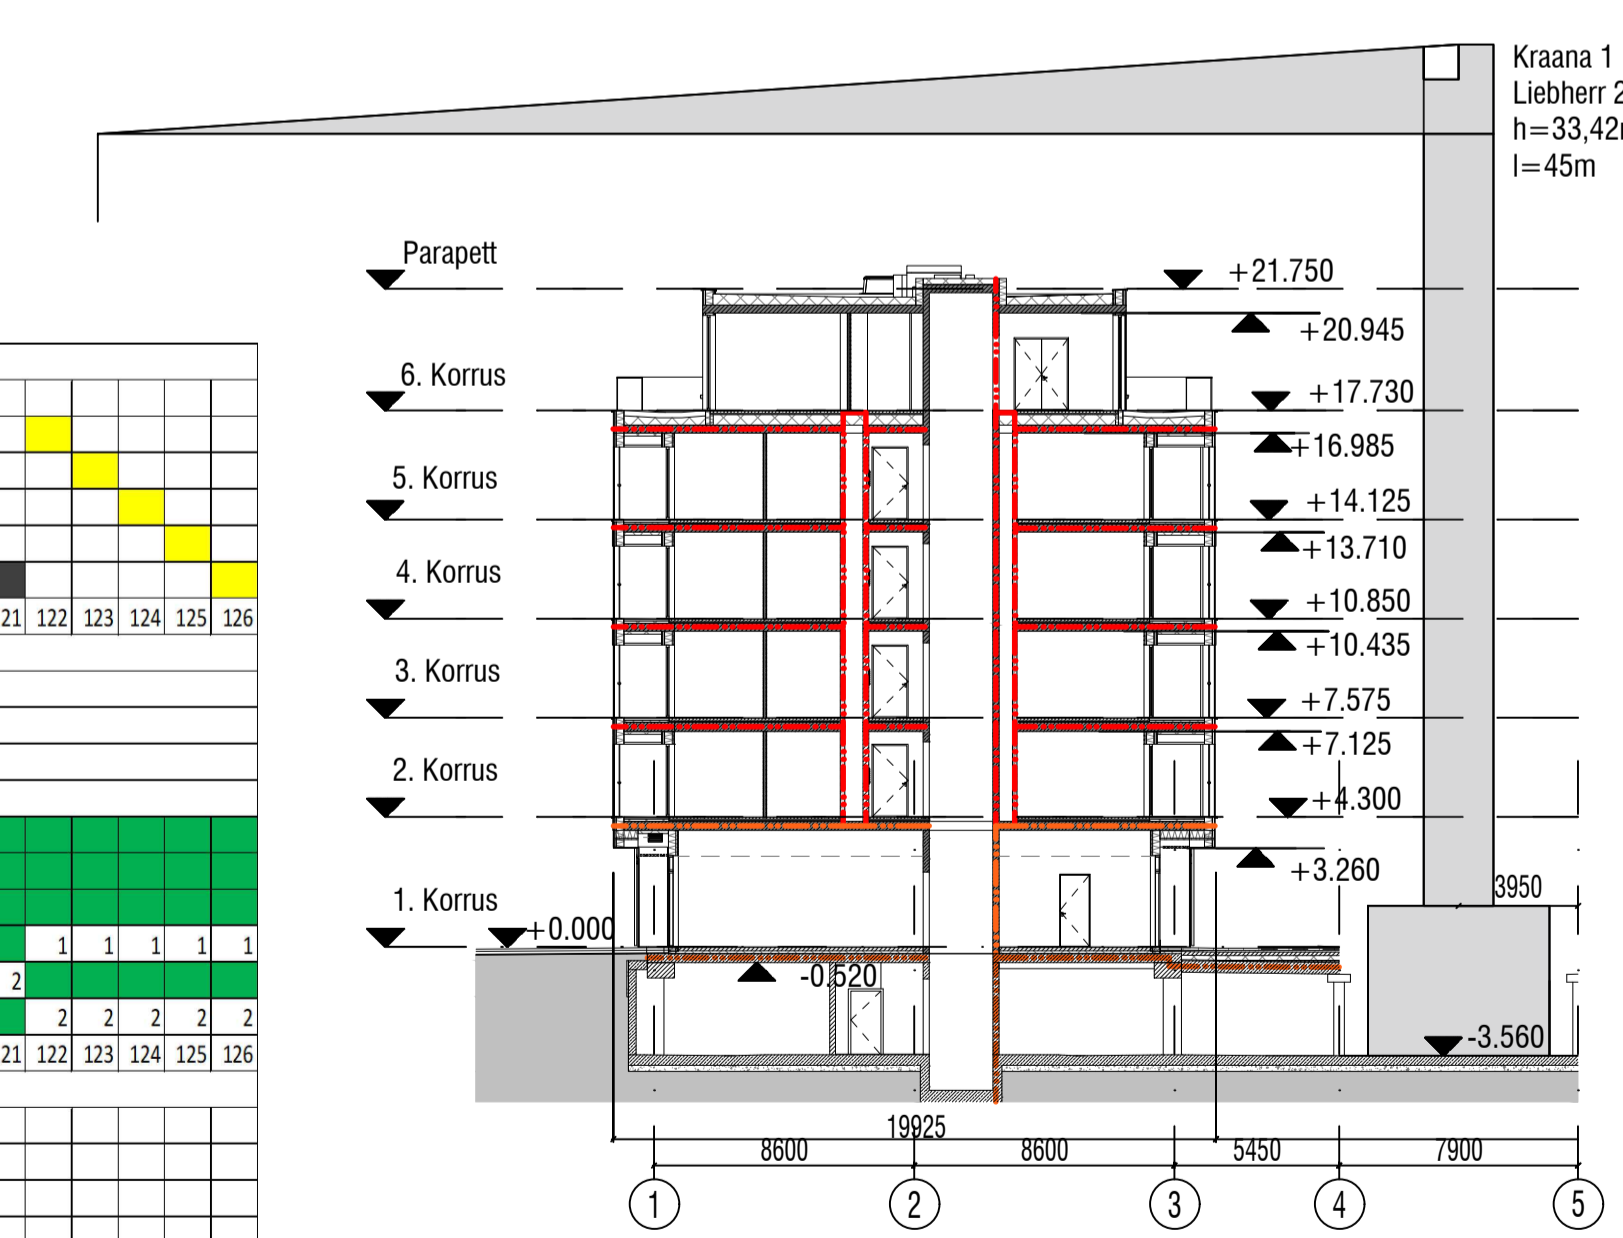 Kraana 1
Liebherr
h=33,42
l=45m
Parapett
+21.750
+20.945
6. Korrus
+17.730
+16.985
5. Korrus
+14.125
+13.710
4. Korrus
+10.850
+10.435
3. Korrus
+7.575
+7.125
2. Korrus
+4.300
+3.260
1. Korrus
+0.000
-0.520
3950
-3.560
19925
8600 8600 5450 7900
1 2 3 4 5
21 122 123 124 125 126
1 1 1 1 1
2
2 2 2 2 2
21 122 123 124 125 126